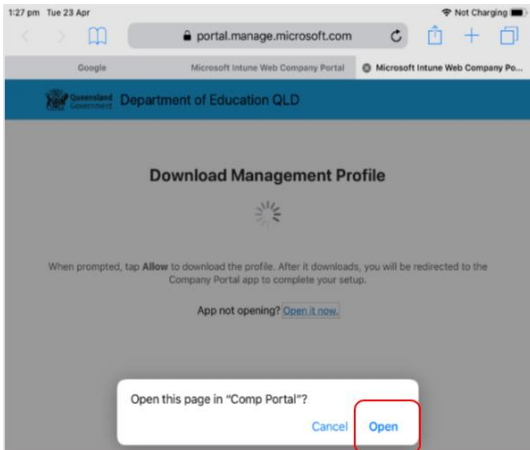 1:27 pm Tue 23 Apr
Not Charging
portal.manage.microsoft.com
Google
Microsoft Intune Web Company Portal
Microsoft Intune Web Company Po...
Queensland
Government
Department of Education QLD
Download Management Profile
When prompted, tap Allow to download the profile. After it downloads, you will be redirected to the
Company Portal app to complete your setup.
App not opening? Open it now.
Open this page in “Comp Portal”?
Cancel
Open